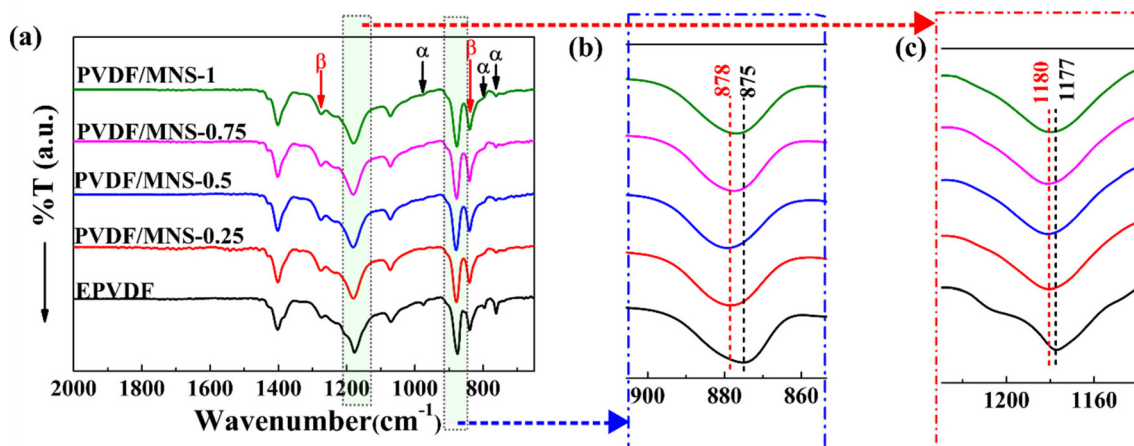 (a)
β
α
β
α
α
PVDF/MNS-1
PVDF/MNS-0.75
PVDF/MNS-0.5
PVDF/MNS-0.25
EPVDF
%T (a.u.)
2000 1600 1400 1200 1000 800
Wavenumber(cm⁻¹)
(b)
878
875
900 880 860
(c)
1180
1177
1200 1160